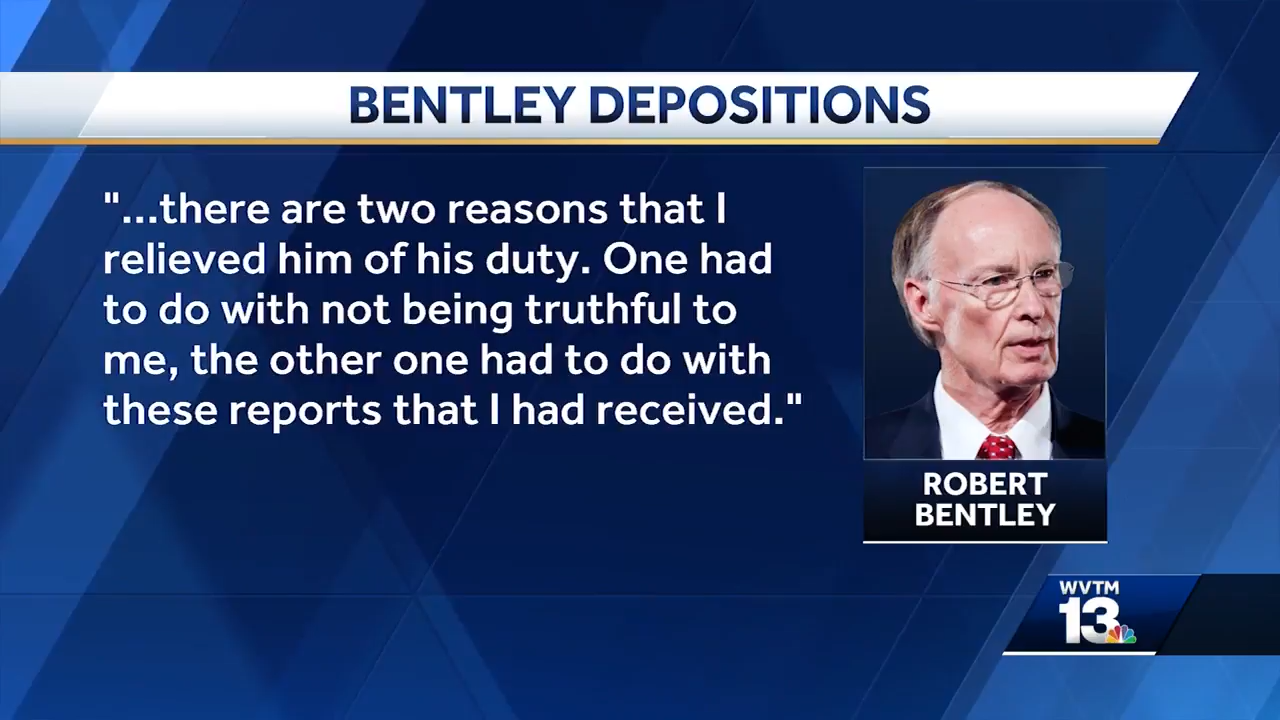 BENTLEY DEPOSITIONS
"...there are two reasons that I
relieved him of his duty. One had
to do with not being truthful to
me, the other one had to do with
these reports that I had received."
ROBERT
BENTLEY
WVTM
13